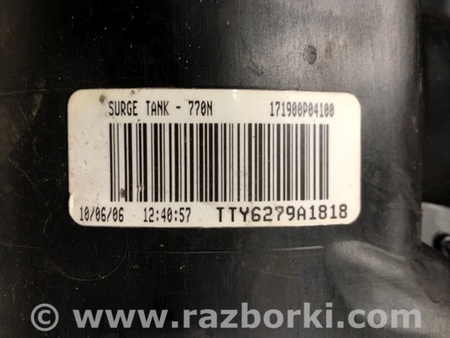 SURGE TANK - 770N 171900P04100
10/06/06 12:40:57 TTY6279A1818
© www.razborki.com